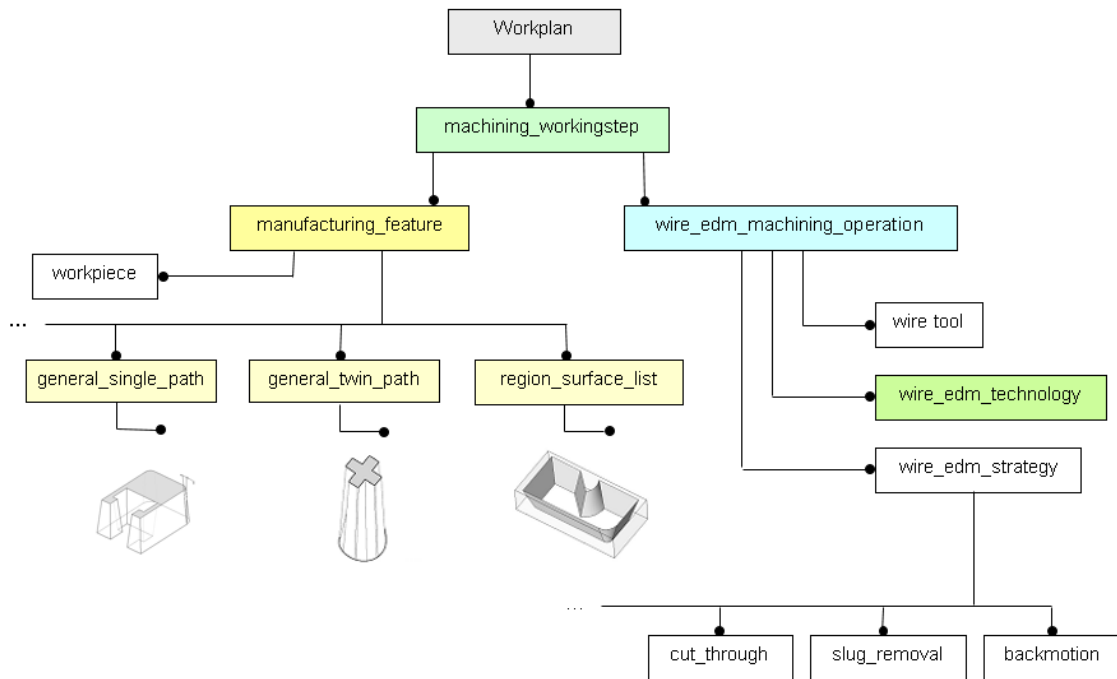 Workplan
machining_workingstep
manufacturing_feature
wire_edm_machining_operation
workpiece
wire tool
...
general_single_path
general_twin_path
region_surface_list
wire_edm_technology
wire_edm_strategy
...
cut_through
slug_removal
backmotion